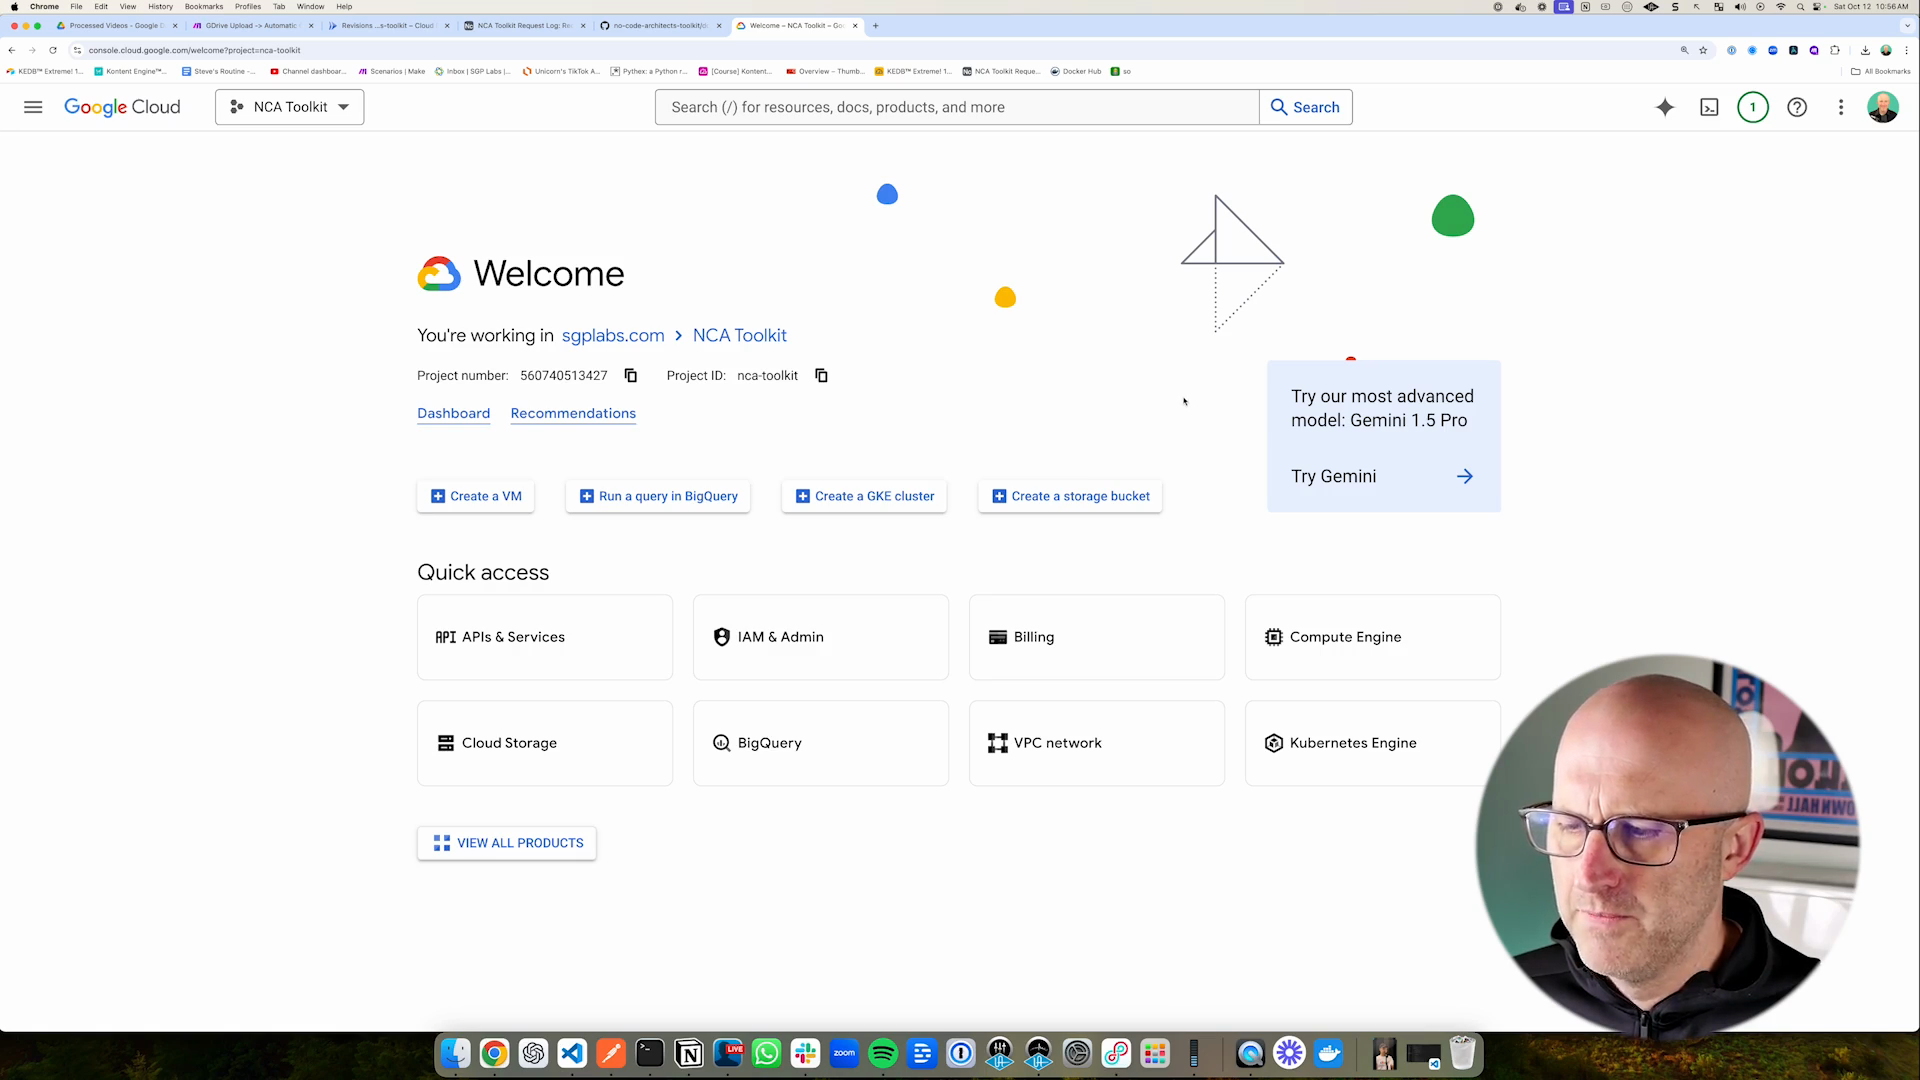 Chrome File Edit View History Bookmarks Profiles Tab Window Help Sat Oct 12 10:56 AM
Processed Videos - Google D GDrive Upload -> Automatic Revisions ...s-toolkit – Cloud NCA Toolkit Request Log: Re no-code-architects-toolkit/d Welcome – NCA Toolkit – Go
console.cloud.google.com/welcome?project=nca-toolkit
KEDB™ Extreme! 1... Kontent Engine™... Steve's Routine -... Channel dashboar... Scenarios | Make Inbox | SGP Labs |... Unicorn's TikTok A... Pythex: a Python r... [Course] Kontent... Overview – Thumb... KEDB™ Extreme! 1... NCA Toolkit Reque... Docker Hub so All Bookmarks
Google Cloud NCA Toolkit Search (/) for resources, docs, products, and more Search 1
Welcome
You're working in sgplabs.com > NCA Toolkit
Project number: 560740513427 Project ID: nca-toolkit
Dashboard Recommendations
Try our most advanced
model: Gemini 1.5 Pro
Try Gemini
Create a VM Run a query in BigQuery Create a GKE cluster Create a storage bucket
Quick access
API APIs & Services IAM & Admin Billing Compute Engine
Cloud Storage BigQuery VPC network Kubernetes Engine
VIEW ALL PRODUCTS
LIVE
zoom